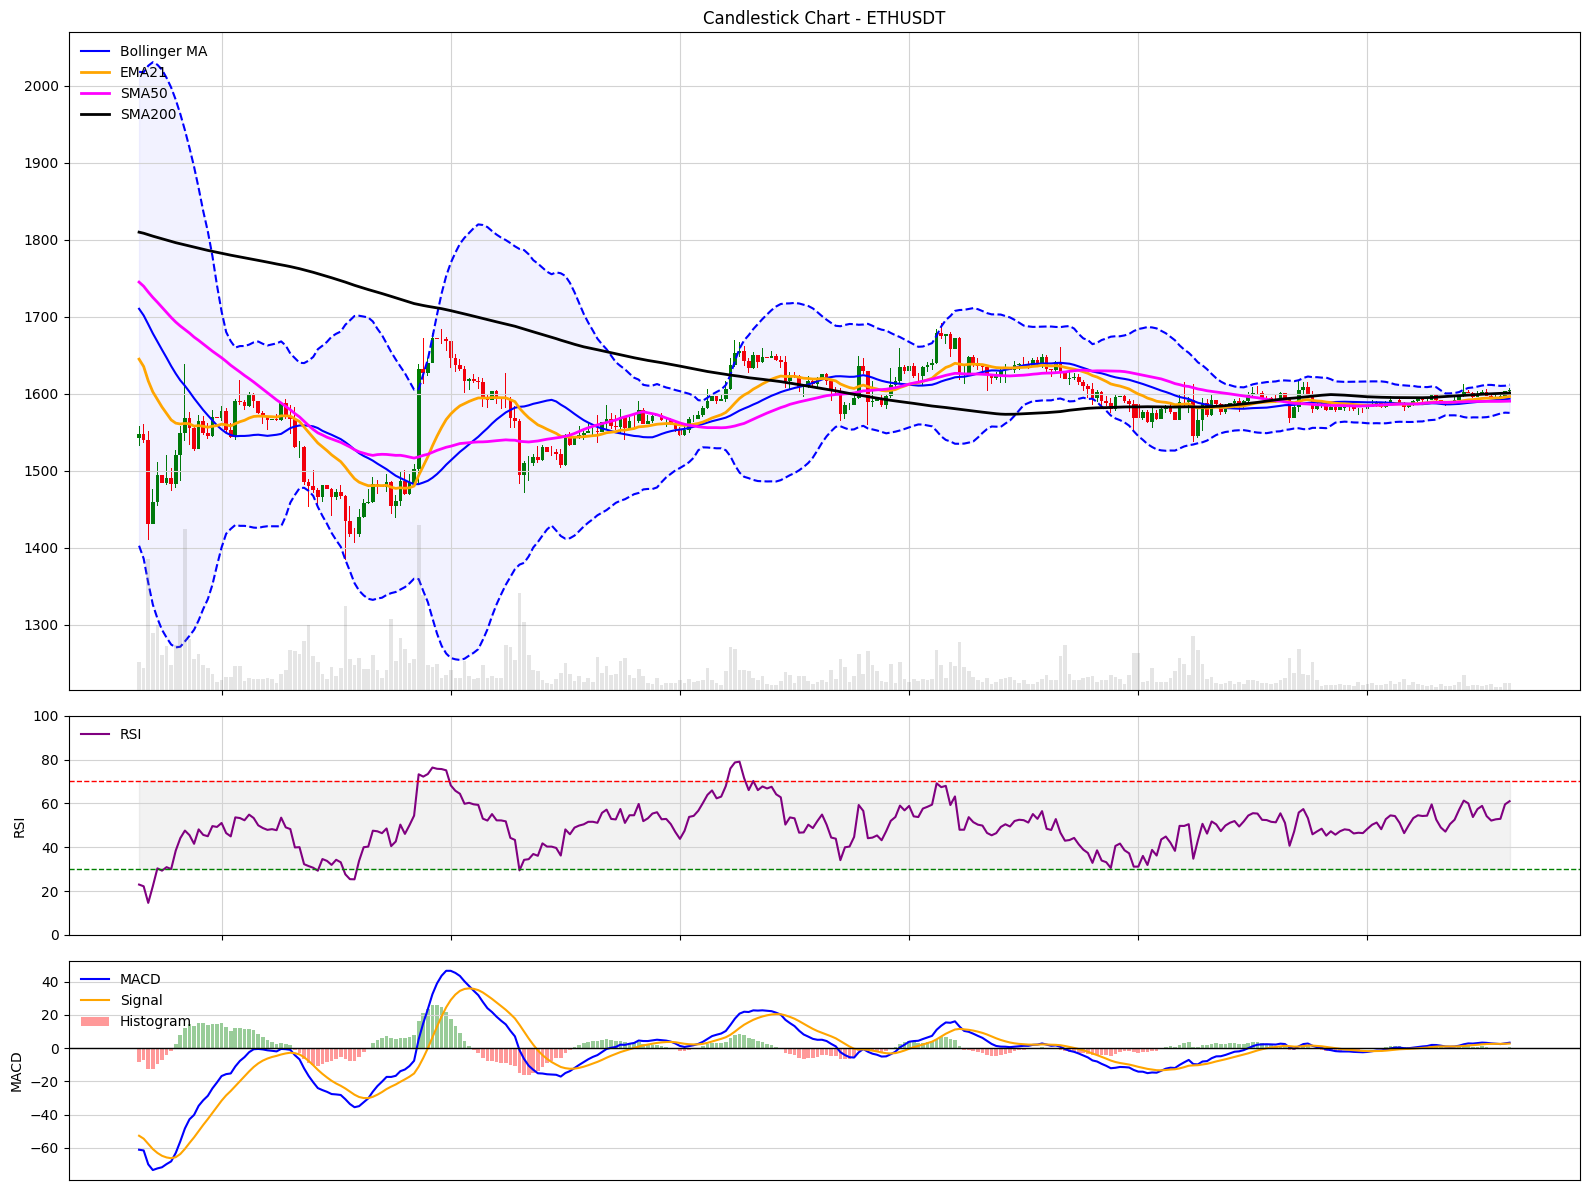 Candlestick Chart - ETHUSDT
Bollinger MA
EMA21
SMA50
SMA200
2000
1900
1800
1700
1600
1500
1400
1300
RSI
100
80
60
40
20
0
RSI
MACD
Signal
Histogram
40
20
0
−20
−40
−60
MACD